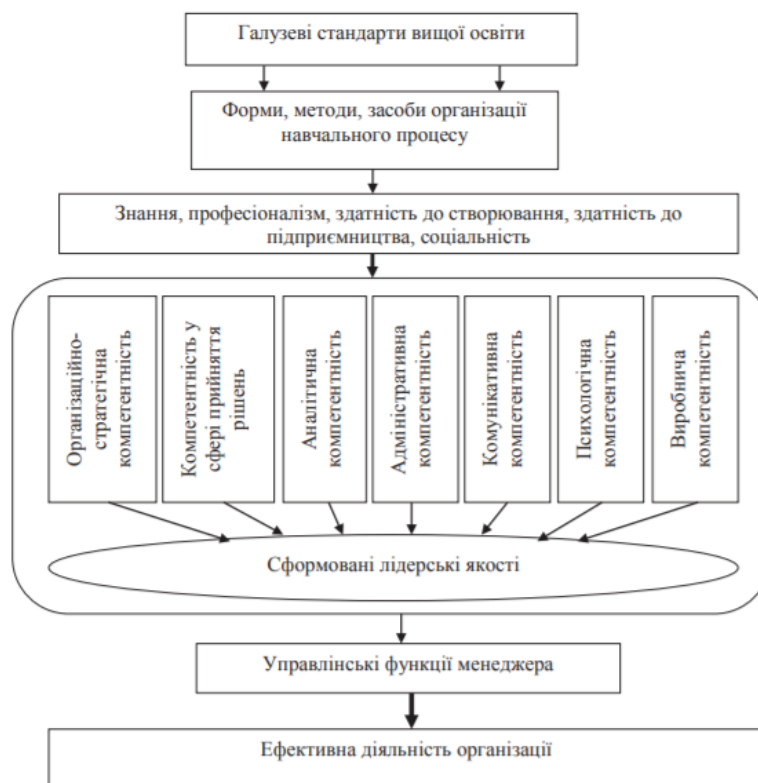 Галузеві стандарти вищої освіти
Форми, методи, засоби організації
навчального процесу
Знання, професіоналізм, здатність до створювання, здатність до
підприємництва, соціальність
Організаційно-
стратегічна
компетентність
Компетентність у
сфері прийняття
рішень
Аналітична
компетентність
Адміністративна
компетентність
Комунікативна
компетентність
Психологічна
компетентність
Виробнича
компетентність
Сформовані лідерські якості
Управлінські функції менеджера
Ефективна діяльність організації